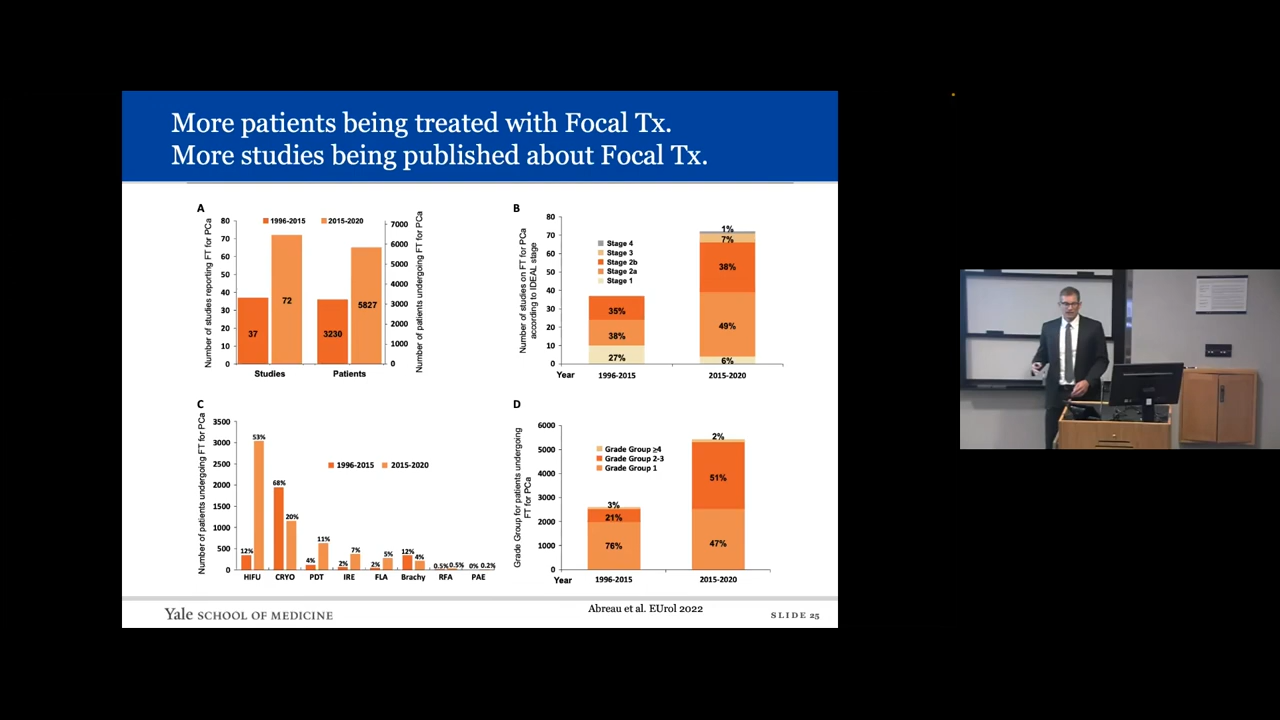 More patients being treated with Focal Tx.
More studies being published about Focal Tx.
A
1996-2015 2015-2020
Number of studies reporting FT for PCa
80
70
60
50
40
30
20
10
0
37
72
3230
5827
7000
6000
5000
4000
3000
2000
1000
0
Number of patients undergoing FT for PCa
Studies Patients
B
Number of studies on FT for PCa
according to IDEAL stage
80
70
60
50
40
30
20
10
0
Stage 4
Stage 3
Stage 2b
Stage 2a
Stage 1
35%
38%
27%
1%
7%
38%
49%
6%
Year 1996-2015 2015-2020
C
Number of patients undergoing FT for PCa
3500
3000
2500
2000
1500
1000
500
0
1996-2015 2015-2020
12% 53% 68% 20% 4% 11% 2% 7% 2% 5% 12% 4% 0.5% 0.5% 0% 0.2%
HIFU CRYO PDT IRE FLA Brachy RFA PAE
D
Grade Group for patients undergoing
FT for PCa
6000
5000
4000
3000
2000
1000
0
Grade Group ≥4
Grade Group 2-3
Grade Group 1
3%
21%
76%
2%
51%
47%
Year 1996-2015 2015-2020
Abreau et al. EUrol 2022
Yale SCHOOL OF MEDICINE
SLIDE 25